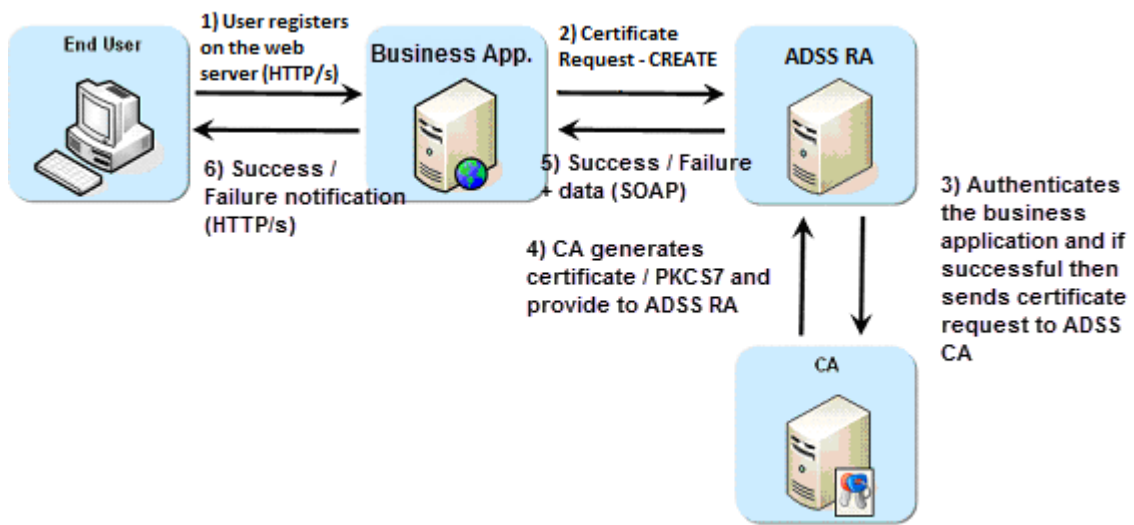 End User
1) User registers
on the web
server (HTTP/s)
Business App.
2) Certificate
Request - CREATE
ADSS RA
6) Success /
Failure notification
(HTTP/s)
5) Success / Failure
+ data (SOAP)
3) Authenticates
the business
application and if
successful then
sends certificate
request to ADSS
CA
4) CA generates
certificate / PKCS7 and
provide to ADSS RA
CA